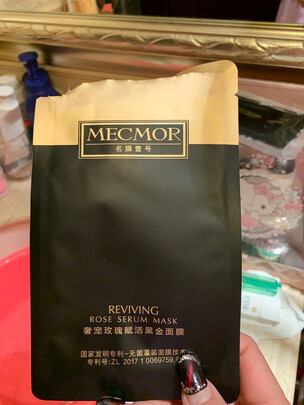 MECMOR
名膜壹号
REVIVING
ROSE SERUM MASK
奢宠玫瑰赋活黑金面膜
国家发明专利-无菌灌装面膜技术
专利号:ZL 2017 1 0069759.